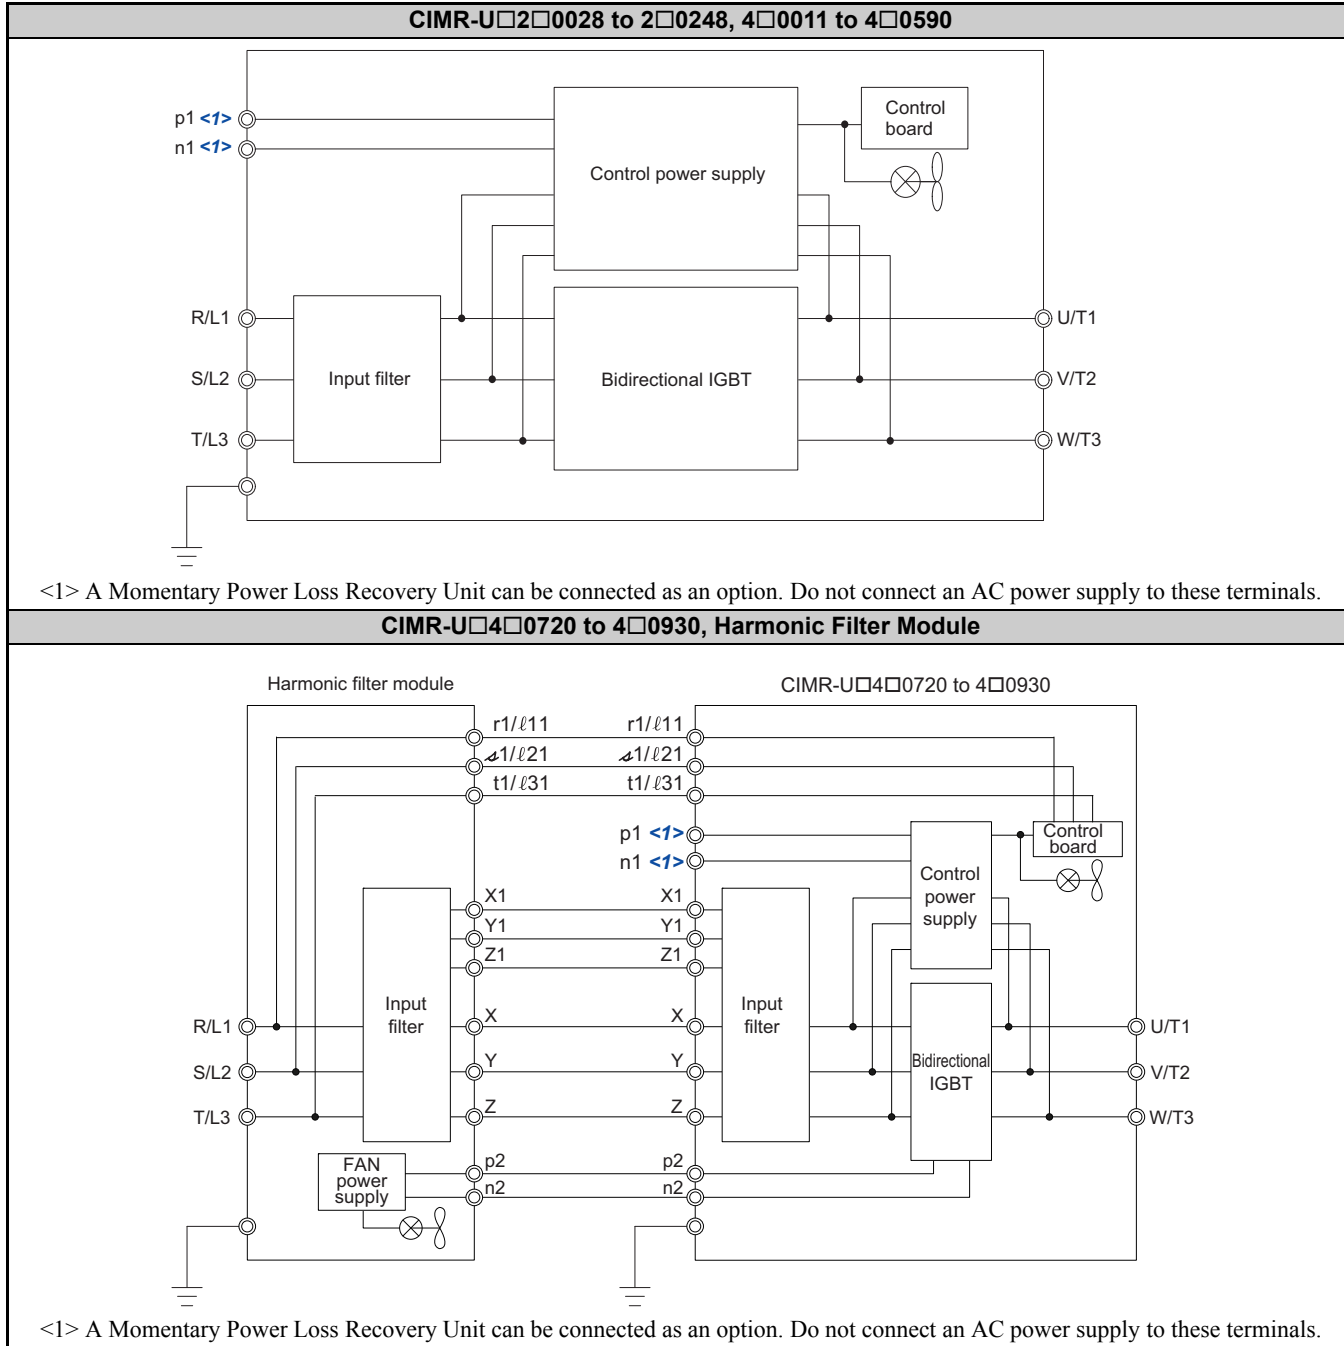 CIMR-U□2□0028 to 2□0248, 4□0011 to 4□0590
p1 <1>
n1 <1>
Control power supply
Control
board
R/L1
S/L2
T/L3
Input filter
Bidirectional IGBT
U/T1
V/T2
W/T3
<1> A Momentary Power Loss Recovery Unit can be connected as an option. Do not connect an AC power supply to these terminals.
CIMR-U□4□0720 to 4□0930, Harmonic Filter Module
Harmonic filter module
CIMR-U□4□0720 to 4□0930
r1/ℓ11
r1/ℓ11
s1/ℓ21
s1/ℓ21
t1/ℓ31
t1/ℓ31
p1 <1>
n1 <1>
Control
board
Control
power
supply
X1
X1
Y1
Y1
Z1
Z1
Input
filter
Input
filter
R/L1
S/L2
T/L3
X
X
Y
Y
Z
Z
Bidirectional
IGBT
U/T1
V/T2
W/T3
FAN
power
supply
p2
p2
n2
n2
<1> A Momentary Power Loss Recovery Unit can be connected as an option. Do not connect an AC power supply to these terminals.